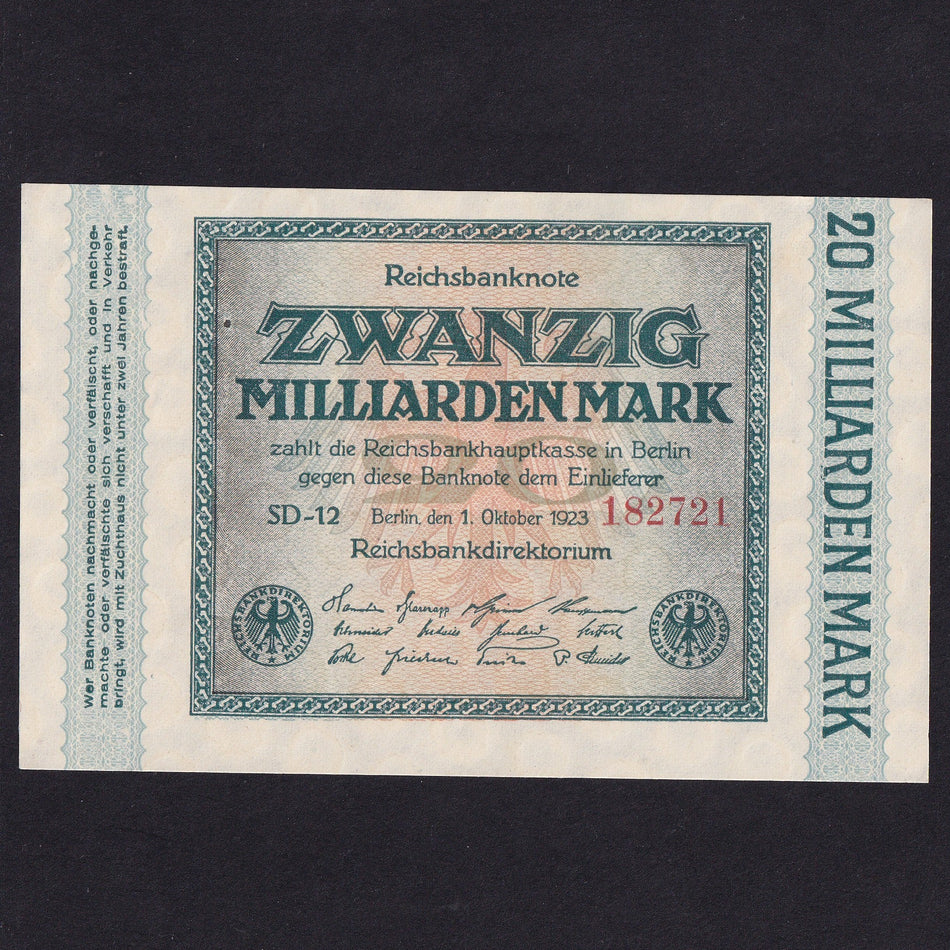 Wer Banknoten nachmacht oder verfälscht, oder nachge-
machte oder verfälschte sich verschafft und in Verkehr
bringt, wird mit Zuchthaus nicht unter zwei Jahren bestraft.
Reichsbanknote
ZWANZIG
MILLIARDEN MARK
zahlt die Reichsbankhauptkasse in Berlin
gegen diese Banknote dem Einlieferer
SD-12 Berlin, den 1. Oktober 1923 182721
Reichsbankdirektorium
REICHSBANKDIREKTORIUM
REICHSBANKDIREKTORIUM
20 MILLIARDEN MARK